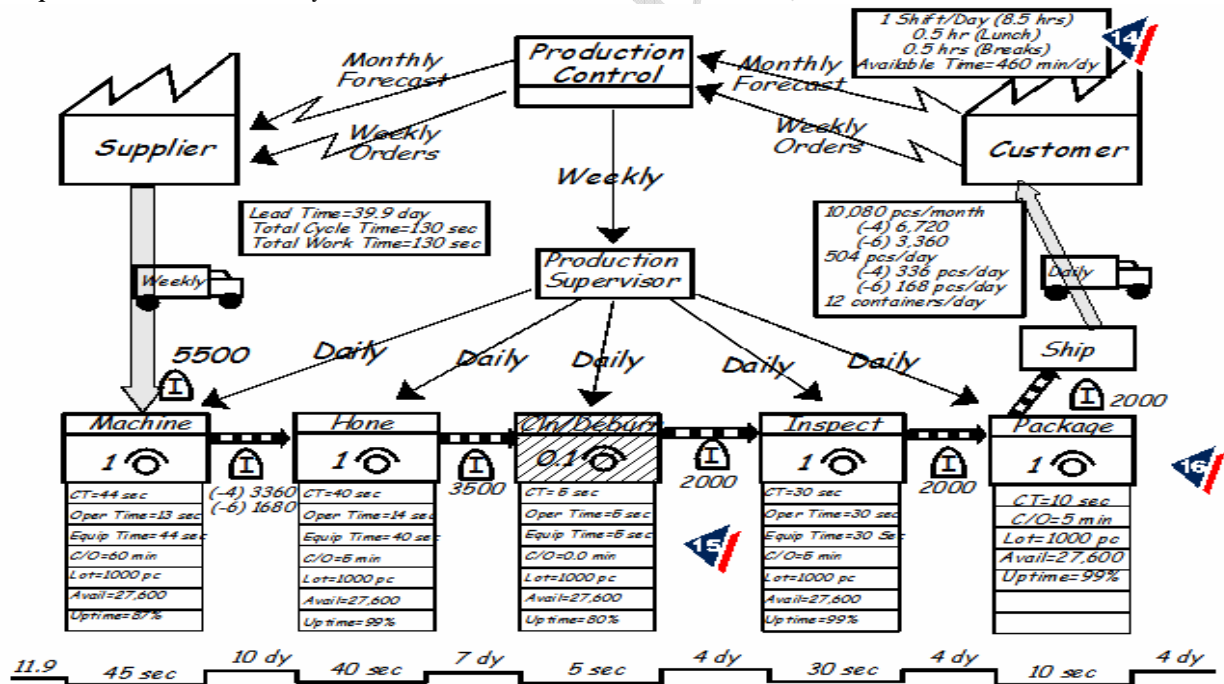 1 Shift/Day (8.5 hrs)
0.5 hr (Lunch)
0.5 hrs (Breaks)
Available Time=460 min/dy
14
Production
Control
Monthly
Forecast
Monthly
Forecast
Weekly
Orders
Weekly
Orders
Supplier
Customer
Weekly
Lead Time=39.9 day
Total Cycle Time=130 sec
Total Work Time=130 sec
10,080 pcs/month
(-4) 6,720
(-6) 3,360
504 pcs/day
(-4) 336 pcs/day
(-6) 168 pcs/day
12 containers/day
Weekly
Production
Supervisor
Daily
Ship
5500
I
Daily
Daily
Daily
Daily
Daily
I
2000
Machine
1
Hone
1
Cln/Deburr
0.1
Inspect
1
Package
1
I
(-4) 3360
(-6) 1680
I
3500
I
2000
I
2000
16
CT=44 sec
Oper Time=13 sec
Equip Time=44 sec
C/O=60 min
Lot=1000 pc
Avail=27,600
Uptime=87%
CT=40 sec
Oper Time=14 sec
Equip Time=40 sec
C/O=5 min
Lot=1000 pc
Avail=27,600
Uptime=99%
CT=5 sec
Oper Time=5 sec
Equip Time=5 sec
C/O=0.0 min
Lot=1000 pc
Avail=27,600
Uptime=80%
15
CT=30 sec
Oper Time=30 sec
Equip Time=30 Sec
C/O=5 min
Lot=1000 pc
Avail=27,600
Uptime=99%
CT=10 sec
C/O=5 min
Lot=1000 pc
Avail=27,600
Uptime=99%
11.9
45 sec
10 dy
40 sec
7 dy
5 sec
4 dy
30 sec
4 dy
10 sec
4 dy